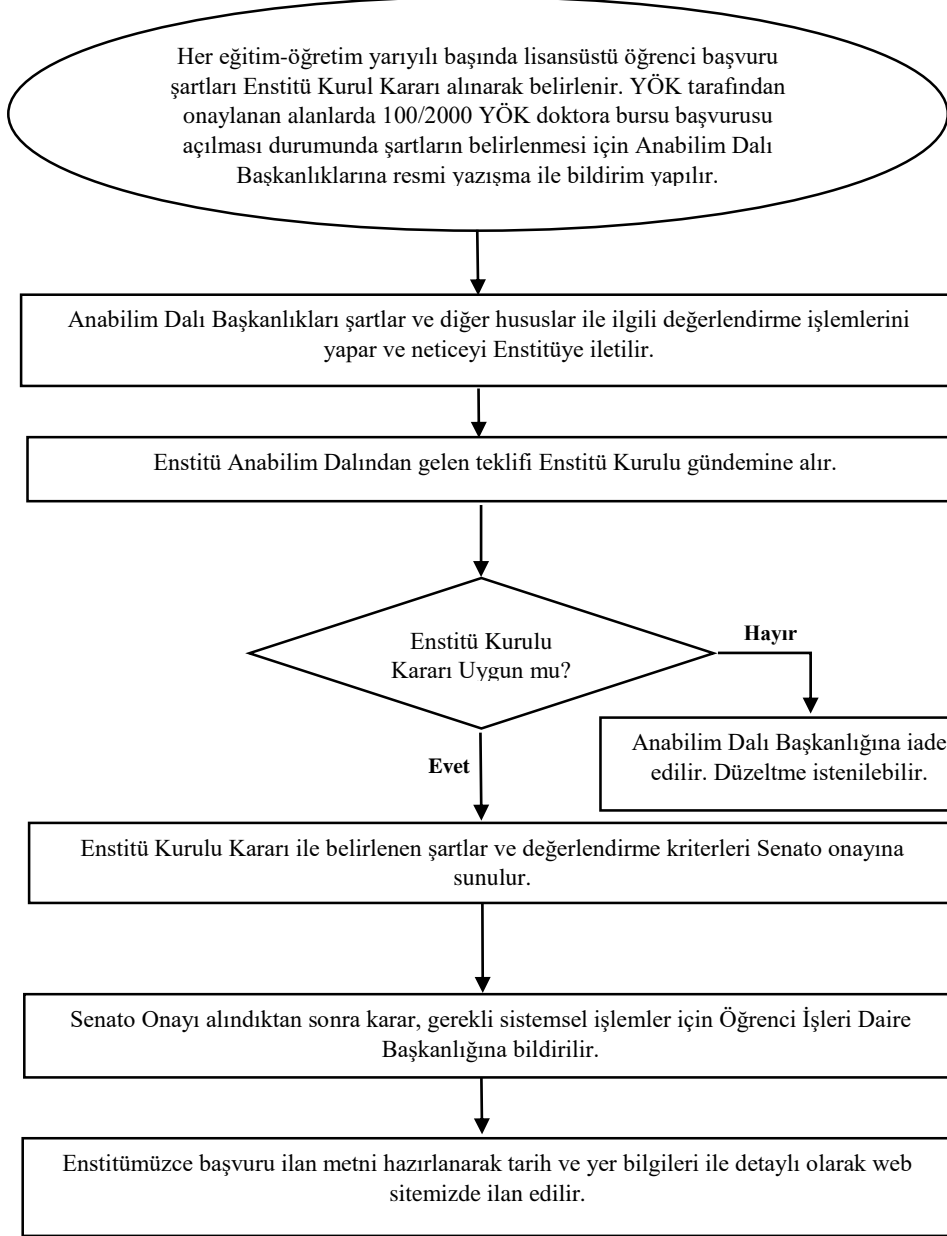 Her eğitim-öğretim yarıyılı başında lisansüstü öğrenci başvuru
şartları Enstitü Kurul Kararı alınarak belirlenir. YÖK tarafından
onaylanan alanlarda 100/2000 YÖK doktora bursu başvurusu
açılması durumunda şartların belirlenmesi için Anabilim Dalı
Başkanlıklarına resmi yazışma ile bildirim yapılır.
Anabilim Dalı Başkanlıkları şartlar ve diğer hususlar ile ilgili değerlendirme işlemlerini
yapar ve neticeyi Enstitüye iletilir.
Enstitü Anabilim Dalından gelen teklifi Enstitü Kurulu gündemine alır.
Enstitü Kurulu
Kararı Uygun mu?
Hayır
Anabilim Dalı Başkanlığına iade
edilir. Düzeltme istenilebilir.
Evet
Enstitü Kurulu Kararı ile belirlenen şartlar ve değerlendirme kriterleri Senato onayına
sunulur.
Senato Onayı alındıktan sonra karar, gerekli sistemsel işlemler için Öğrenci İşleri Daire
Başkanlığına bildirilir.
Enstitümüzce başvuru ilan metni hazırlanarak tarih ve yer bilgileri ile detaylı olarak web
sitemizde ilan edilir.